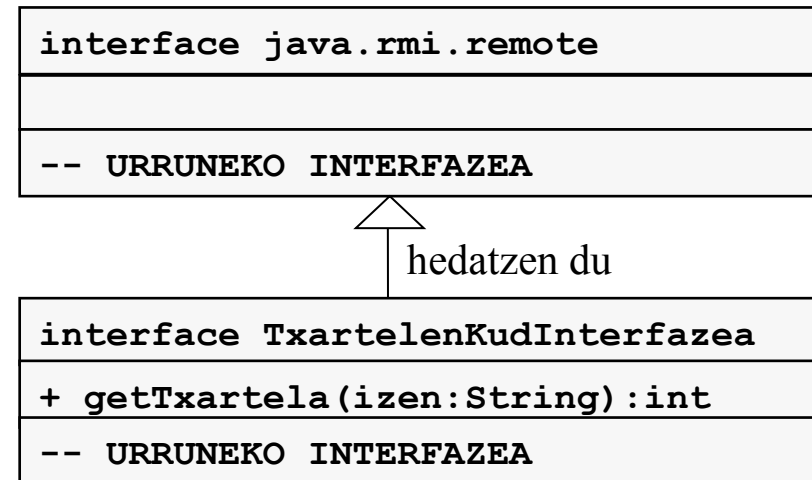 interface java.rmi.remote
-- URRUNEKO INTERFAZEA
hedatzen du
interface TxartelenKudInterfazea
+ getTxartela(izen:String):int
-- URRUNEKO INTERFAZEA